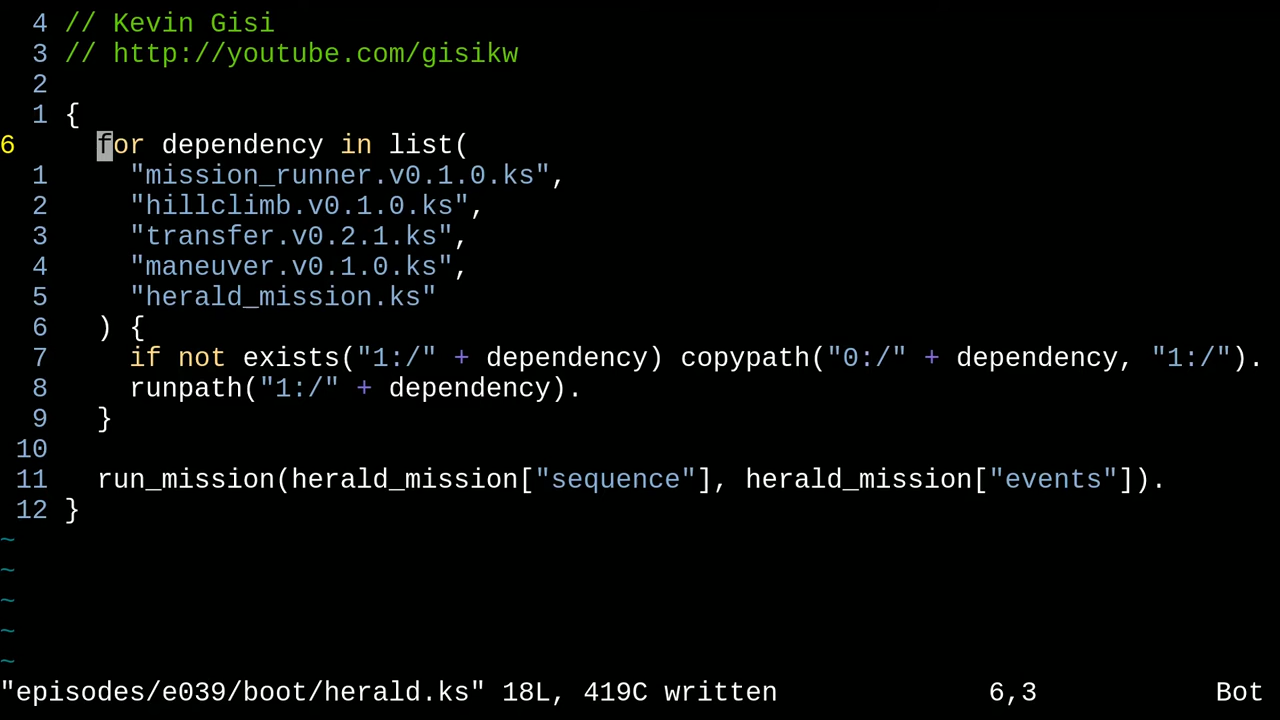 4 // Kevin Gisi
3 // http://youtube.com/gisikw
2
1 {
6 for dependency in list(
1 "mission_runner.v0.1.0.ks",
2 "hillclimb.v0.1.0.ks",
3 "transfer.v0.2.1.ks",
4 "maneuver.v0.1.0.ks",
5 "herald_mission.ks"
6 ) {
7 if not exists("1:/" + dependency) copypath("0:/" + dependency, "1:/").
8 runpath("1:/" + dependency).
9 }
10
11 run_mission(herald_mission["sequence"], herald_mission["events"]).
12 }
~
~
~
~
~
"episodes/e039/boot/herald.ks" 18L, 419C written 6,3 Bot